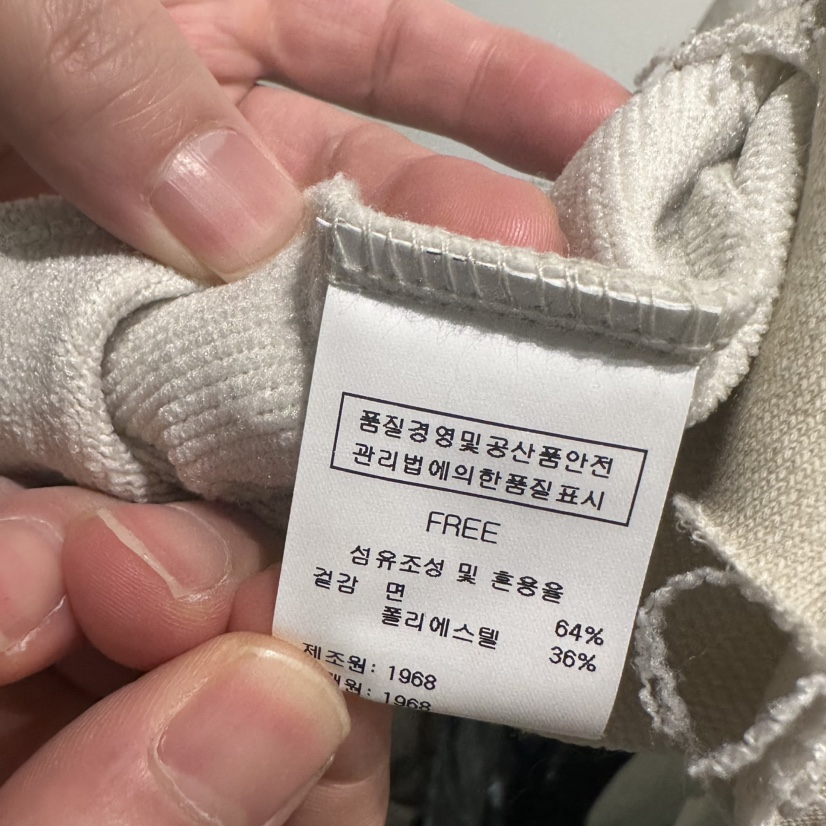 품질경영및공산품안전
관리법에의한품질표시
FREE
섬유조성 및 혼용율
겉감 면 64%
폴리에스텔 36%
제조원: 1968
원: 1968